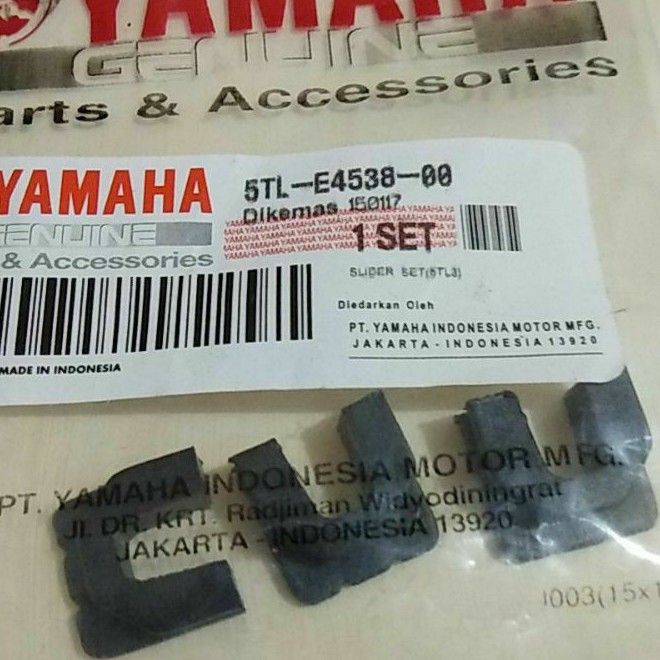 YAMAHA
GENUINE
arts & Accessories
YAMAHA
GENUINE
& Accessories
5TL-E4538-00
Dikemas 150117
1 SET
SLIDER SET(5TL3)
Diedarkan Oleh
PT. YAMAHA INDONESIA MOTOR MFG.
JAKARTA - INDONESIA 13920
MADE IN INDONESIA
PT. YAMAHA INDONESIA MOTOR MFG.
Jl. DR. KRT. Radjiman Widyodiningrat
JAKARTA - INDONESIA 13920
I003(15x1